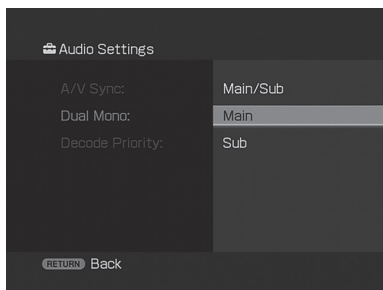 Audio Settings
A/V Sync: Main/Sub
Dual Mono: Main
Decode Priority: Sub
RETURN Back